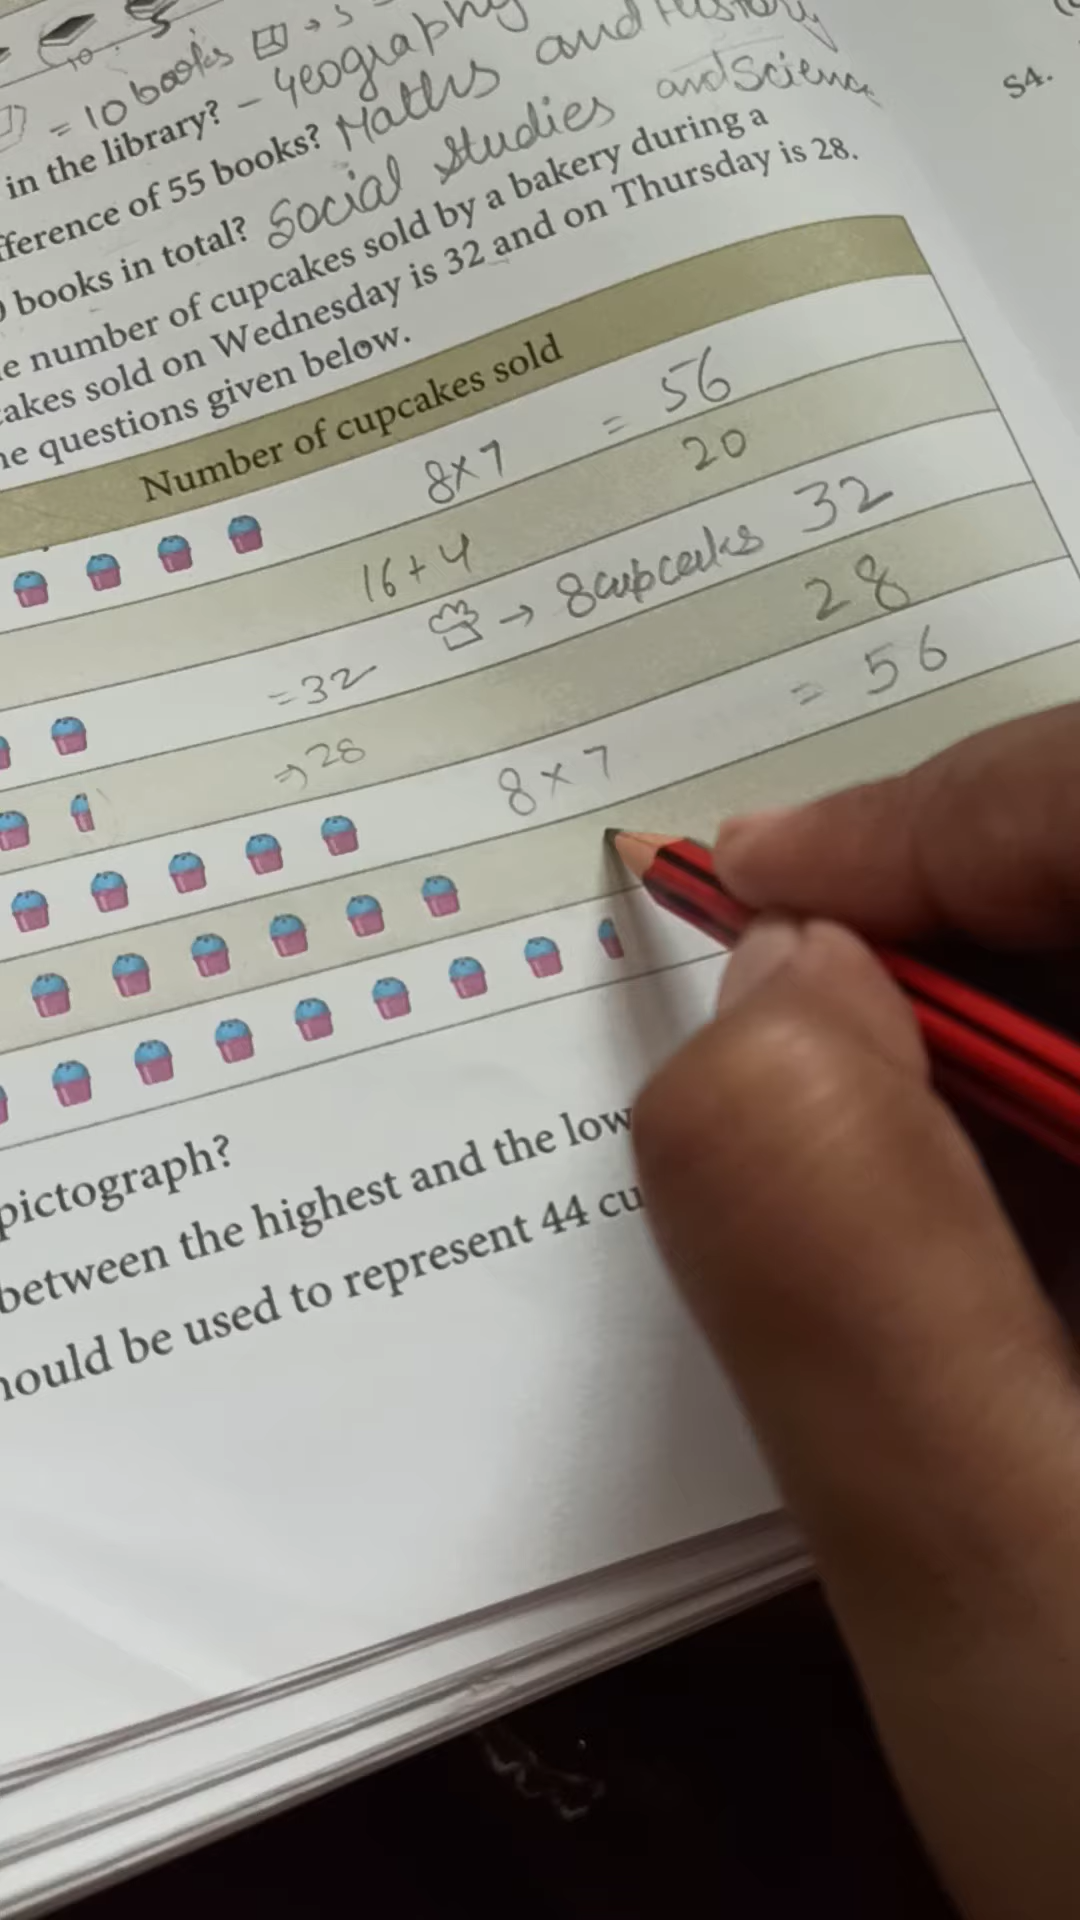 = 10 books → 5
in the library? – Geography
fference of 55 books? Maths and History
books in total? Social Studies and Science
e number of cupcakes sold by a bakery during a
akes sold on Wednesday is 32 and on Thursday is 28.
he questions given below.
Number of cupcakes sold
8×7 = 56
16+4 20
→ 8 cupcakes 32
=32
28
→ 28
8×7 = 56
pictograph?
between the highest and the low
hould be used to represent 44 cu
S4.